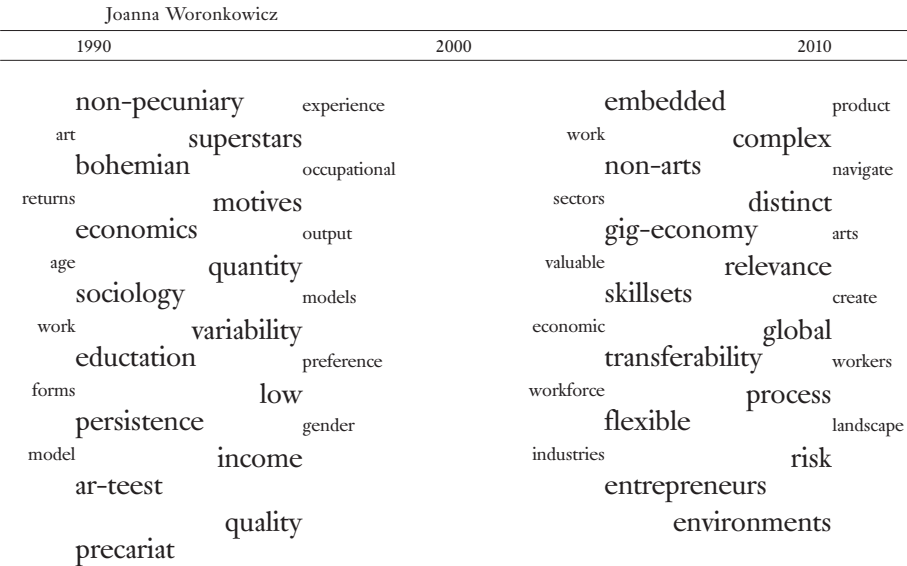 Joanna Woronkowicz
1990 2000 2010
non-pecuniary experience embedded product
art superstars work complex
bohemian occupational non-arts navigate
returns motives sectors distinct
economics output gig-economy arts
age quantity valuable relevance
sociology models skillsets create
work variability economic global
eductation preference transferability workers
forms low workforce process
persistence gender flexible landscape
model income industries risk
ar-teest entrepreneurs
quality environments
precariat